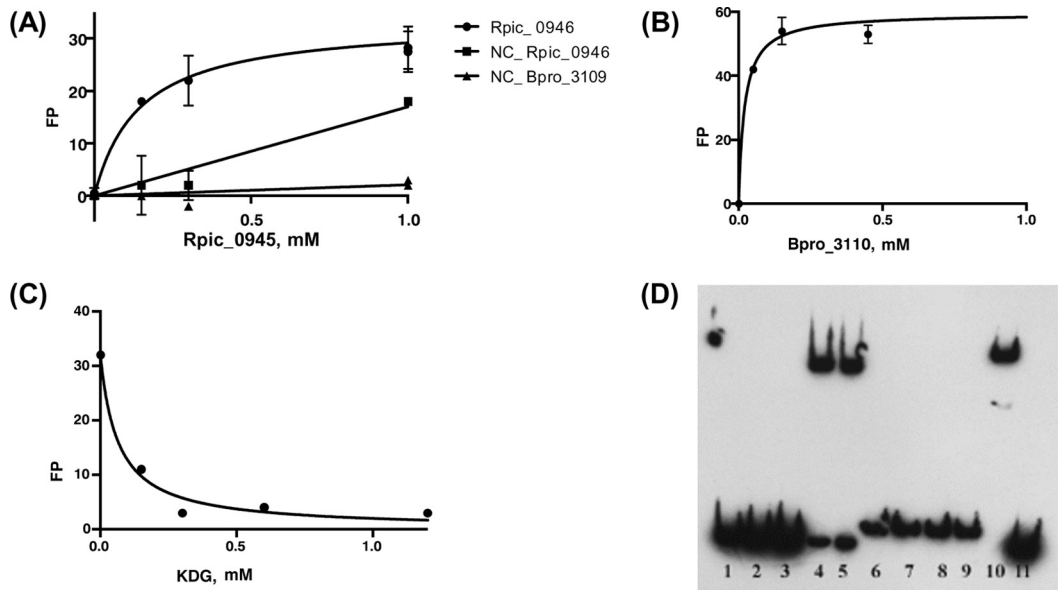 (A)
30
20
10
0
FP
0.5
1.0
Rpic_0945, mM
Rpic_ 0946
NC_ Rpic_0946
NC_ Bpro_3109
(B)
60
40
20
0
FP
0.0
0.5
1.0
Bpro_3110, mM
(C)
40
30
20
10
0
FP
0.0
0.5
1.0
KDG, mM
(D)
1 2 3 4 5 6 7 8 9 10 11